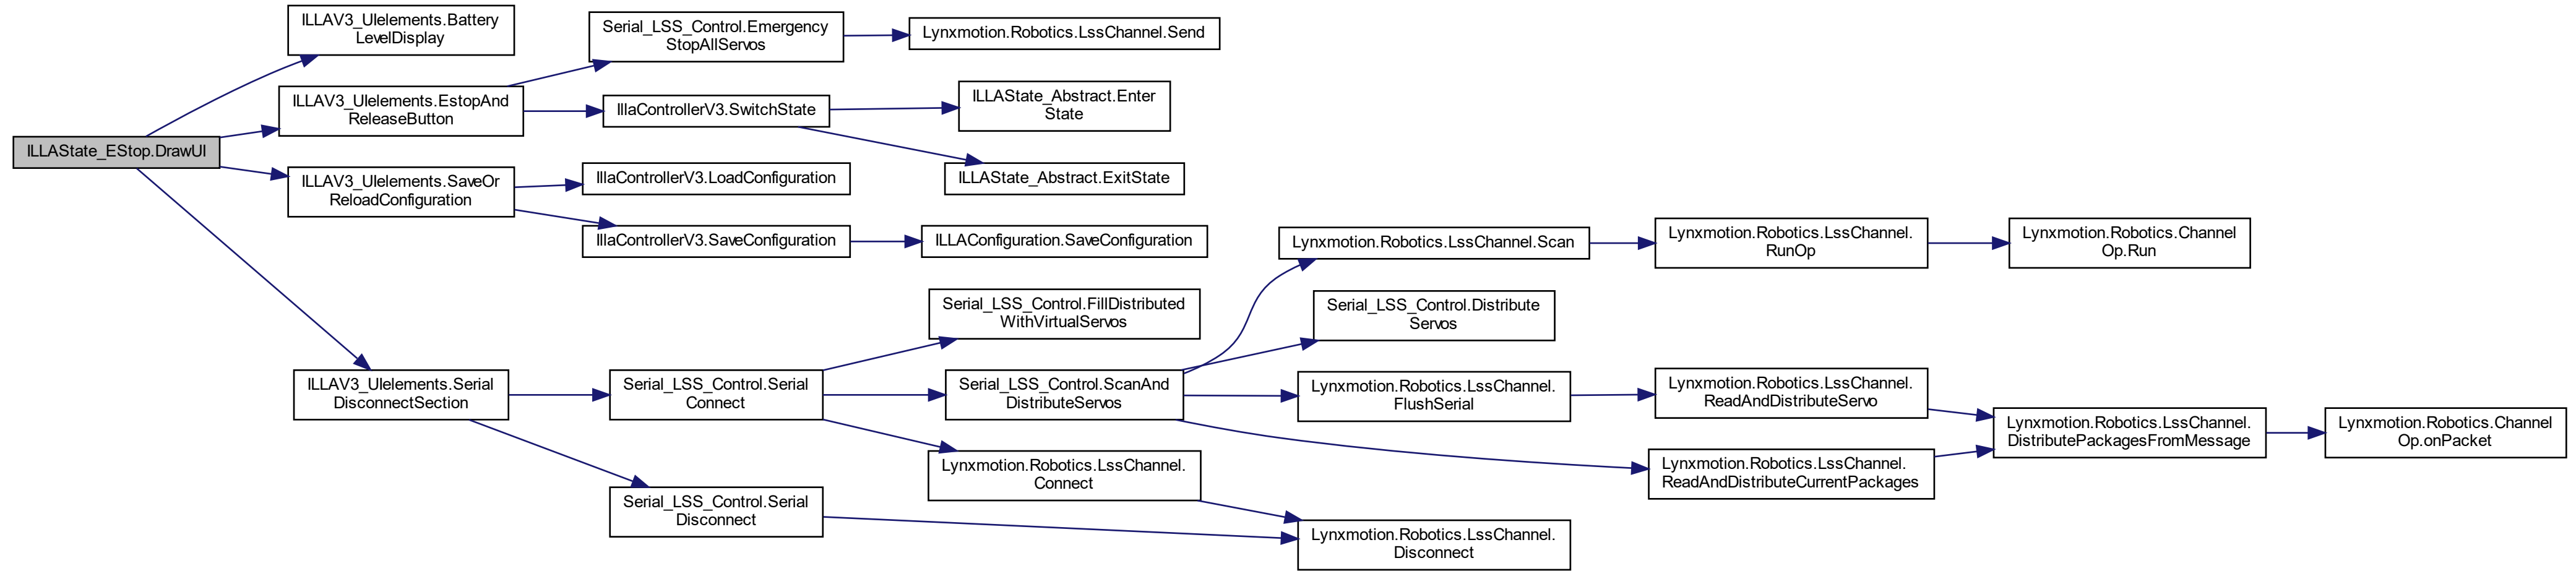 ILLAState_EStop.DrawUI
ILLAV3_UIelements.Battery
LevelDisplay
ILLAV3_UIelements.EstopAnd
ReleaseButton
ILLAV3_UIelements.SaveOr
ReloadConfiguration
ILLAV3_UIelements.Serial
DisconnectSection
Serial_LSS_Control.Emergency
StopAllServos
IllaControllerV3.SwitchState
IllaControllerV3.LoadConfiguration
IllaControllerV3.SaveConfiguration
Serial_LSS_Control.Serial
Connect
Serial_LSS_Control.Serial
Disconnect
Lynxmotion.Robotics.LssChannel.Send
ILLAState_Abstract.Enter
State
ILLAState_Abstract.ExitState
ILLAConfiguration.SaveConfiguration
Serial_LSS_Control.FillDistributed
WithVirtualServos
Serial_LSS_Control.ScanAnd
DistributeServos
Lynxmotion.Robotics.LssChannel.
Connect
Lynxmotion.Robotics.LssChannel.Scan
Serial_LSS_Control.Distribute
Servos
Lynxmotion.Robotics.LssChannel.
FlushSerial
Lynxmotion.Robotics.LssChannel.
Disconnect
Lynxmotion.Robotics.LssChannel.
RunOp
Lynxmotion.Robotics.LssChannel.
ReadAndDistributeServo
Lynxmotion.Robotics.LssChannel.
ReadAndDistributeCurrentPackages
Lynxmotion.Robotics.Channel
Op.Run
Lynxmotion.Robotics.LssChannel.
DistributePackagesFromMessage
Lynxmotion.Robotics.Channel
Op.onPacket